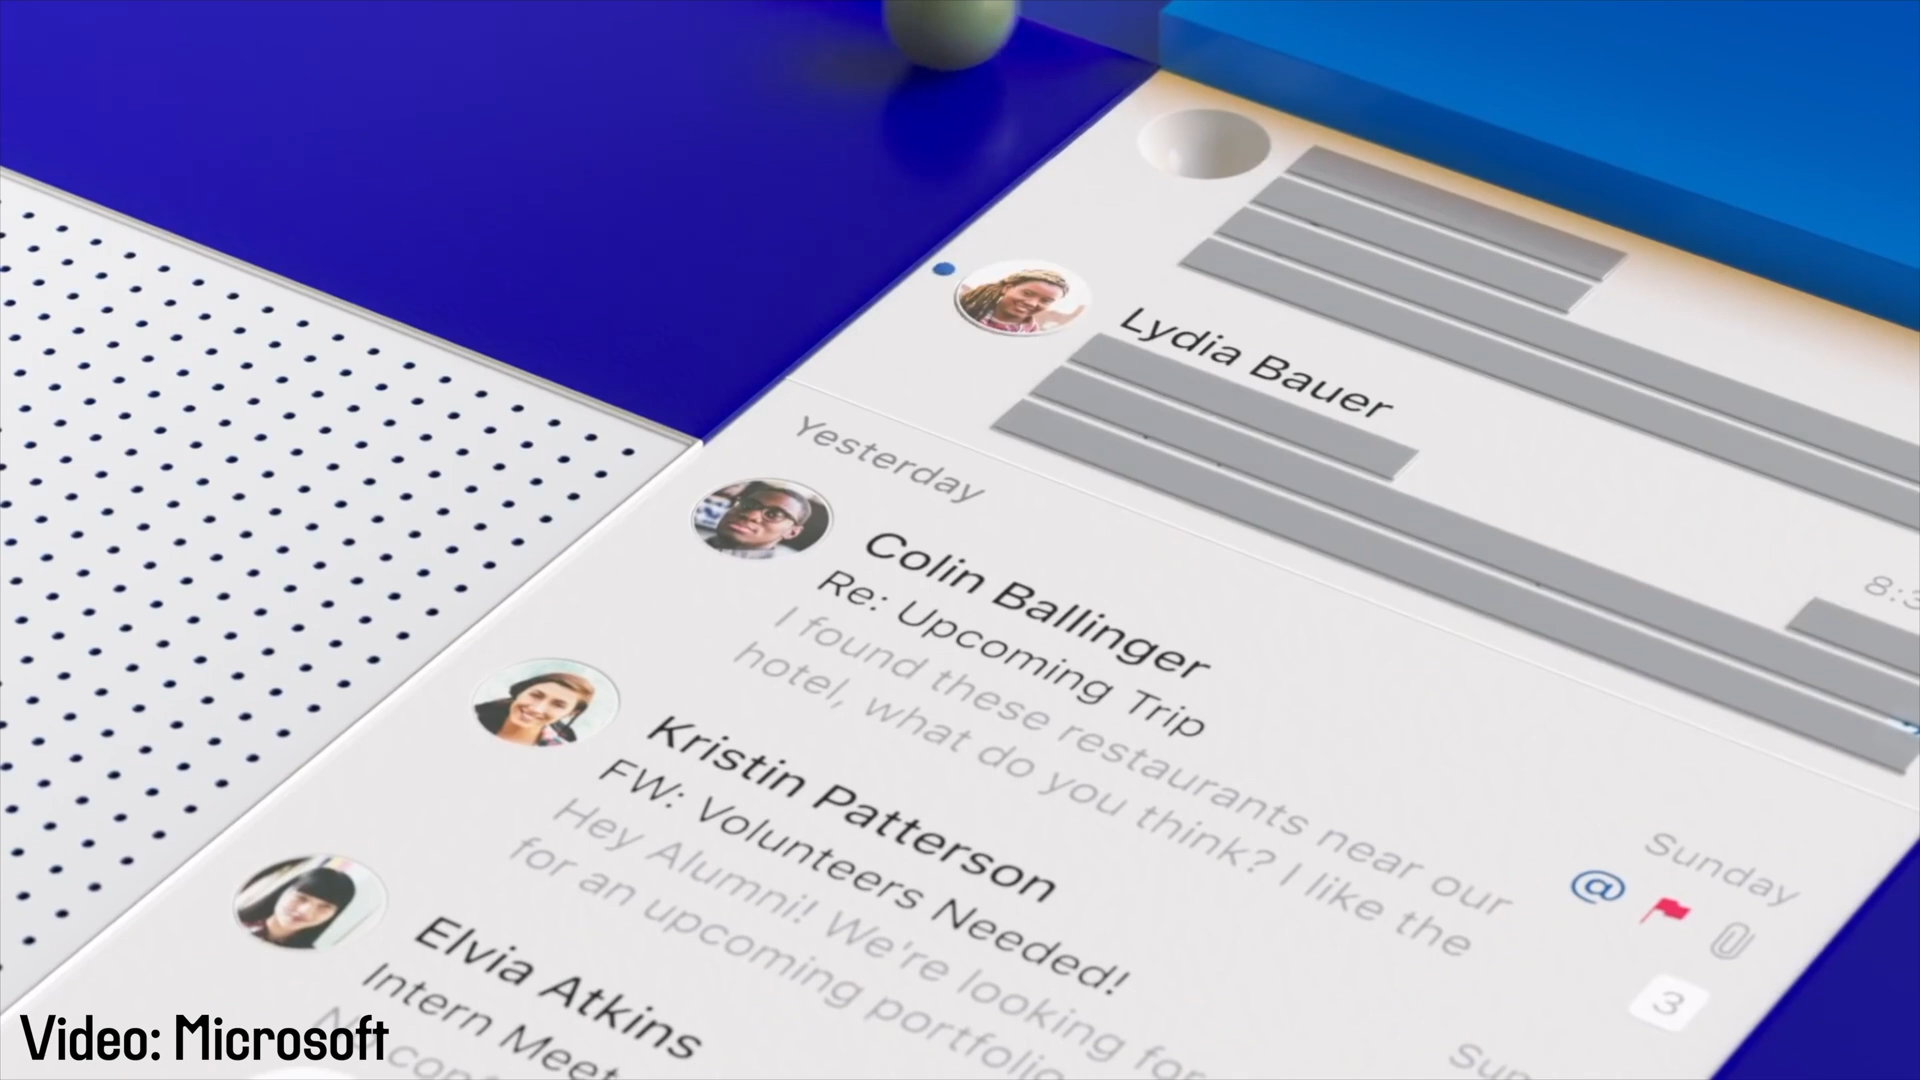 Lydia Bauer
Yesterday
8:3
Colin Ballinger
Re: Upcoming Trip
I found these restaurants near our
hotel, what do you think? I like the
Sunday
@
3
Kristin Patterson
FW: Volunteers Needed!
Hey Alumni! We're looking for
for an upcoming portfolio
Elvia Atkins
Intern Meet
Video: Microsoft